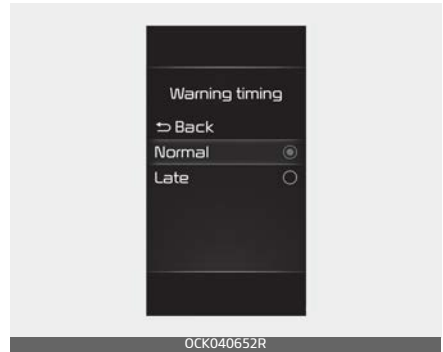 Warning timing
⮌ Back
Normal
Late
OCK040652R